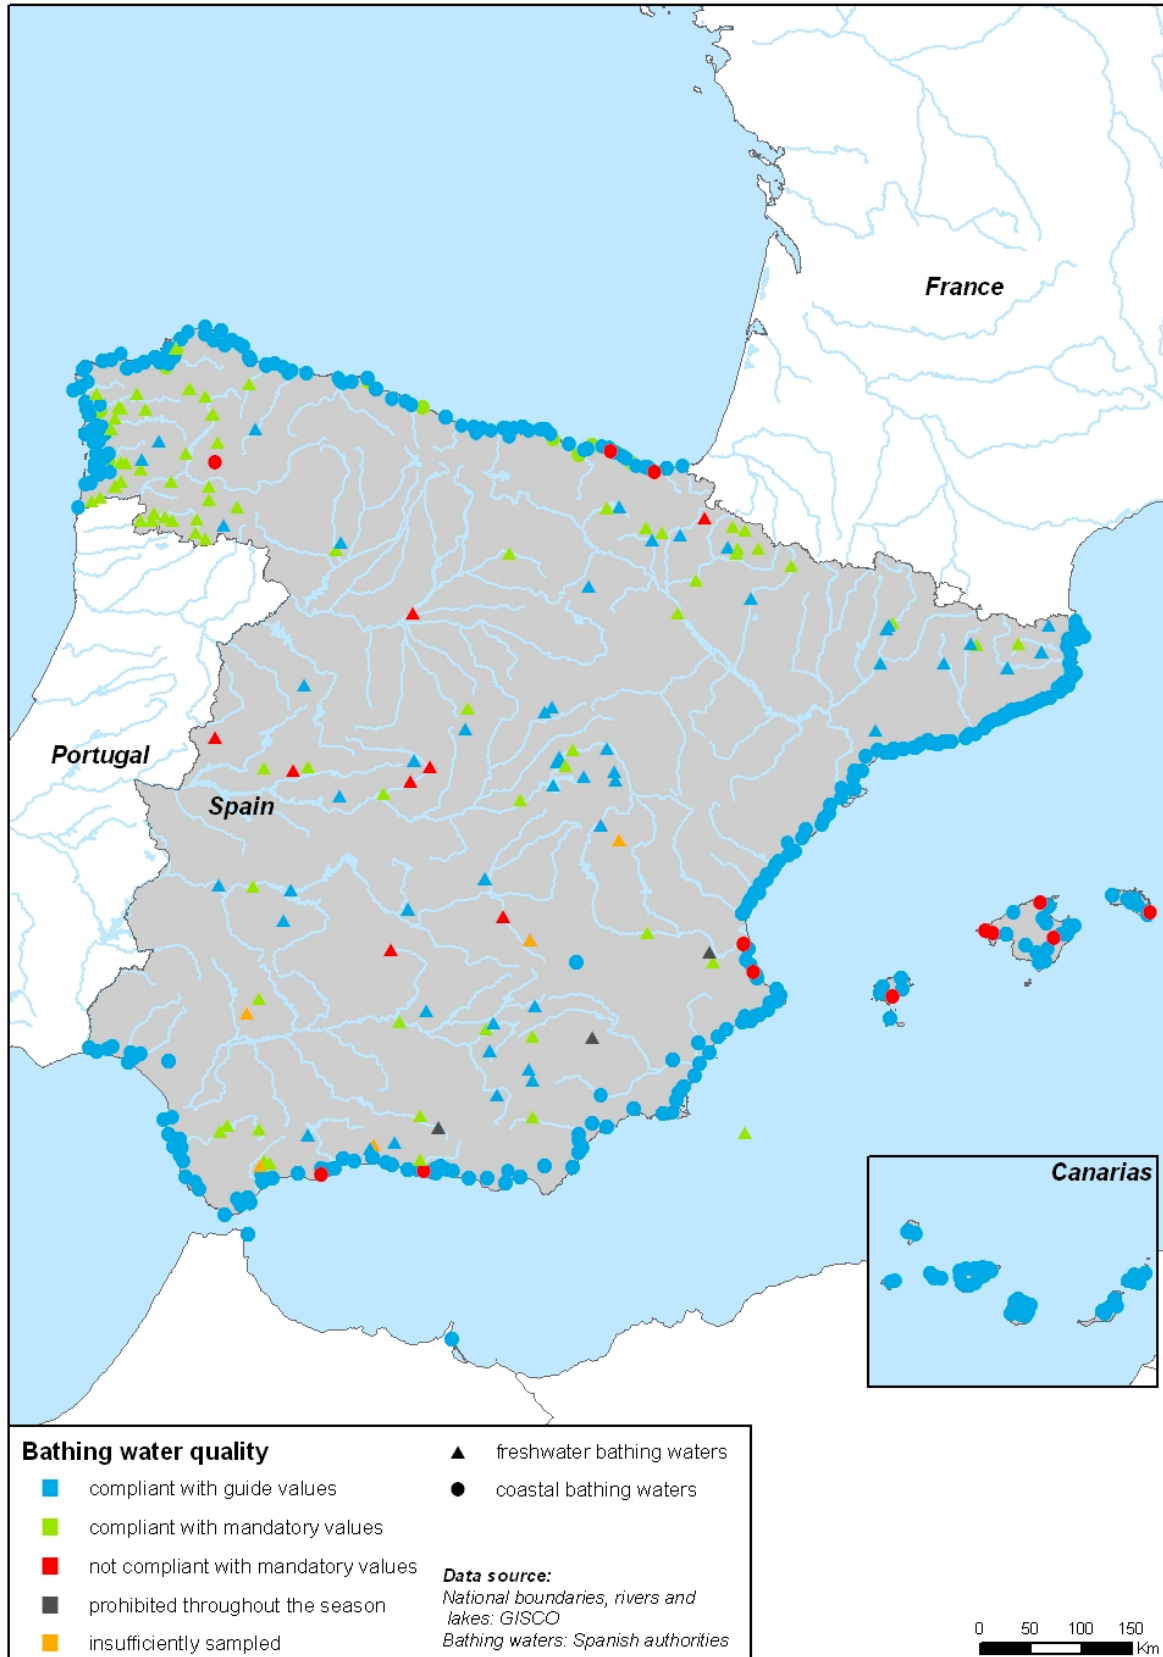 France
Portugal
Spain
Canarias
Bathing water quality
compliant with guide values
compliant with mandatory values
not compliant with mandatory values
prohibited throughout the season
insufficiently sampled
freshwater bathing waters
coastal bathing waters
Data source:
National boundaries, rivers and
lakes: GISCO
Bathing waters: Spanish authorities
0 50 100 150
Km